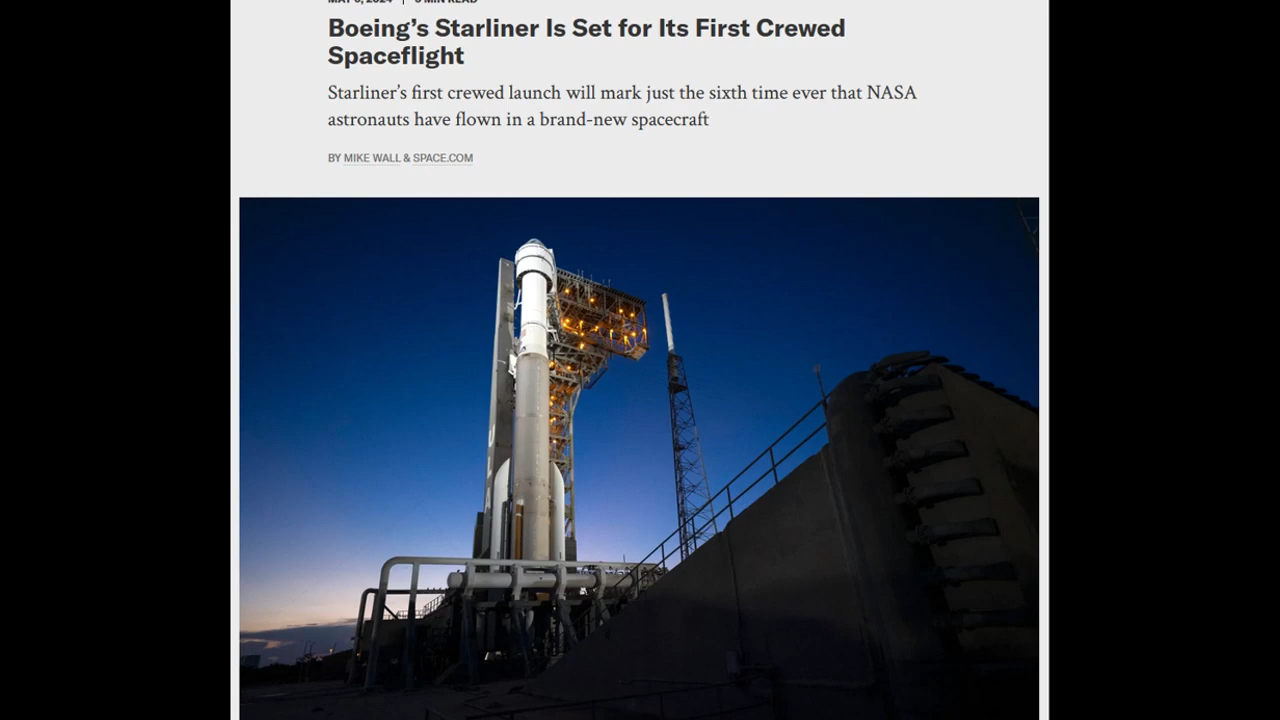 Boeing’s Starliner Is Set for Its First Crewed
Spaceflight
Starliner’s first crewed launch will mark just the sixth time ever that NASA
astronauts have flown in a brand-new spacecraft
BY MIKE WALL & SPACE.COM